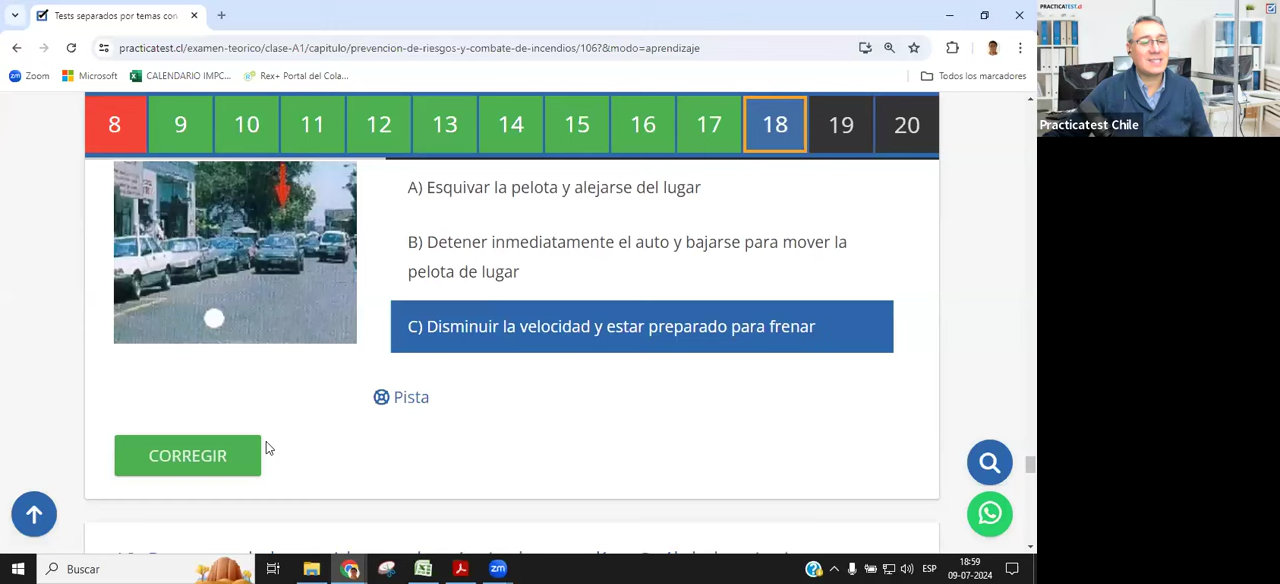 Tests separados por temas con
practicatest.cl/examen-teorico/clase-A1/capitulo/prevencion-de-riesgos-y-combate-de-incendios/1067&modo=aprendizaje
Zoom
Microsoft
CALENDARIO IMPC...
Rex+ Portal del Cola...
Todos los marcadores
PRACTICATEST.cl
Practicatest Chile
8 9 10 11 12 13 14 15 16 17 18 19 20
A) Esquivar la pelota y alejarse del lugar
B) Detener inmediatamente el auto y bajarse para mover la
pelota de lugar
C) Disminuir la velocidad y estar preparado para frenar
Pista
CORREGIR
Buscar
ESP
18:59
09-07-2024